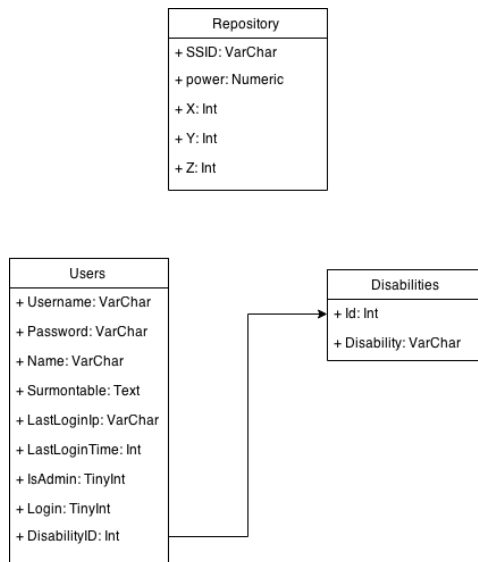 Repository
+ SSID: VarChar
+ power: Numeric
+ X: Int
+ Y: Int
+ Z: Int
Users
+ Username: VarChar
+ Password: VarChar
+ Name: VarChar
+ Surmontable: Text
+ LastLoginIp: VarChar
+ LastLoginTime: Int
+ IsAdmin: TinyInt
+ Login: TinyInt
+ DisabilityID: Int
Disabilities
+ Id: Int
+ Disability: VarChar